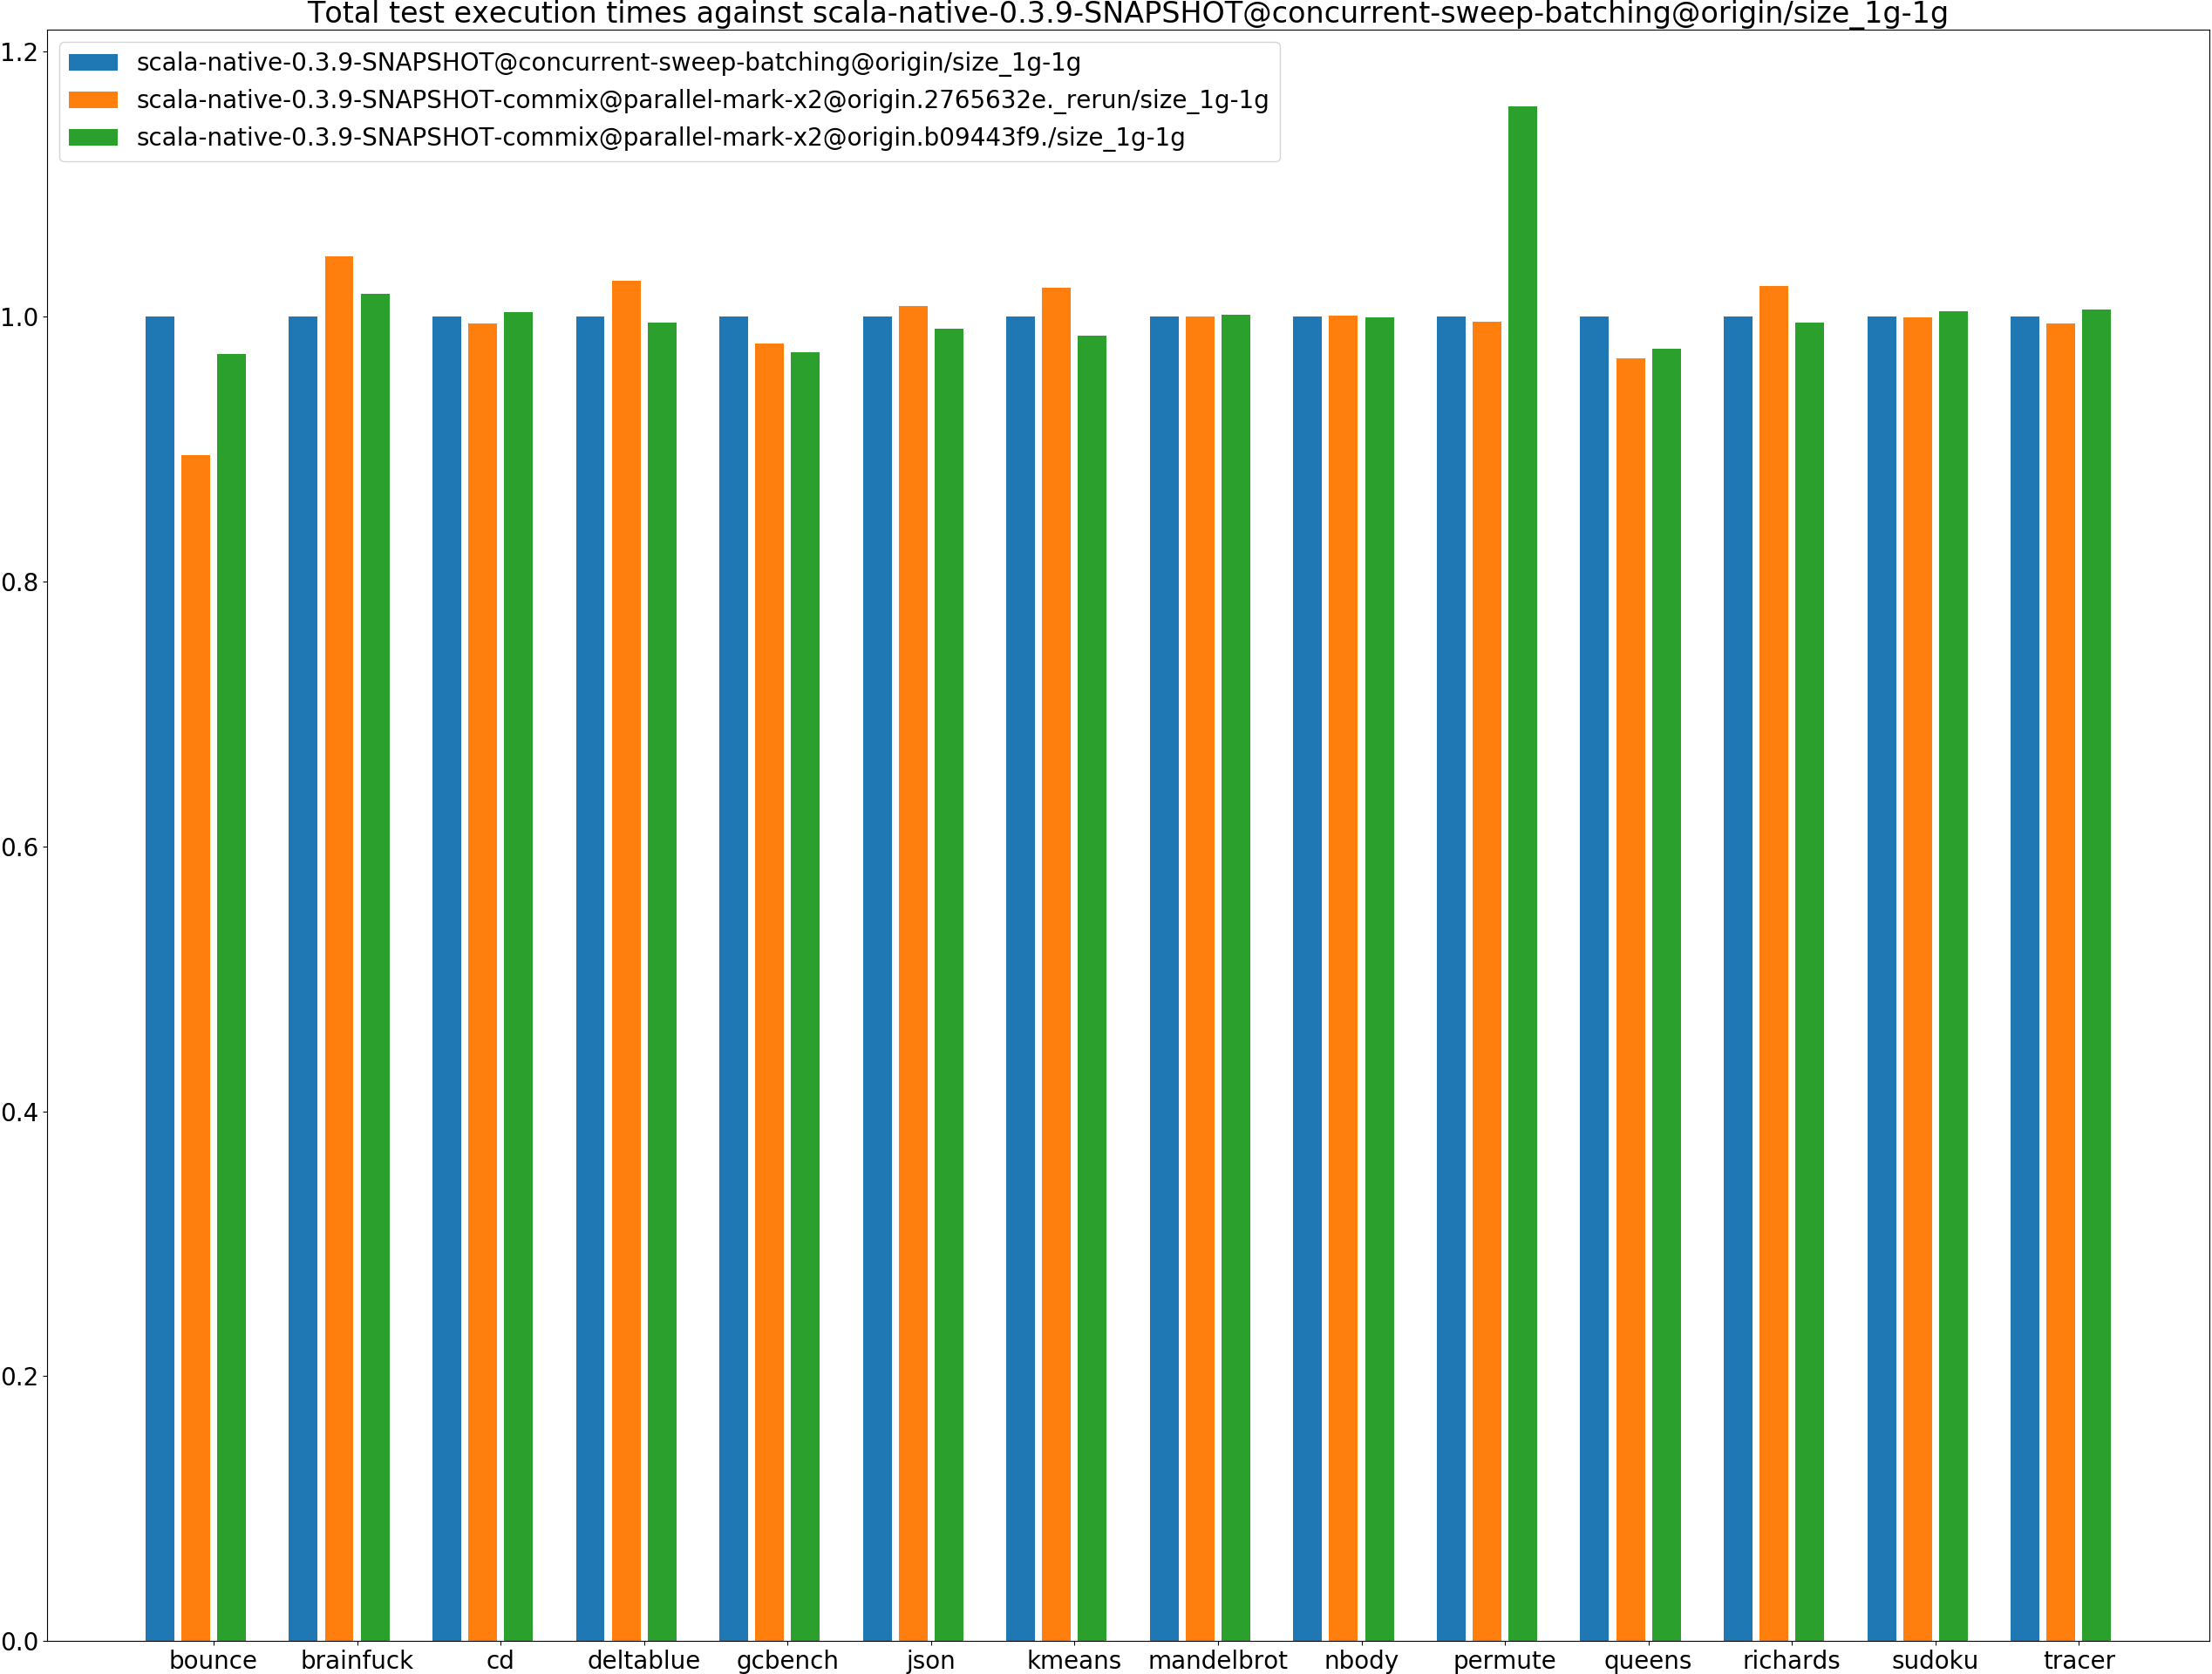 Total test execution times against scala-native-0.3.9-SNAPSHOT@concurrent-sweep-batching@origin/size_1g-1g
1.2
scala-native-0.3.9-SNAPSHOT@concurrent-sweep-batching@origin/size_1g-1g
scala-native-0.3.9-SNAPSHOT-commix@parallel-mark-x2@origin.2765632e._rerun/size_1g-1g
scala-native-0.3.9-SNAPSHOT-commix@parallel-mark-x2@origin.b09443f9./size_1g-1g
1.0
0.8
0.6
0.4
0.2
0.0
bounce brainfuck cd deltablue gcbench json kmeans mandelbrot nbody permute queens richards sudoku tracer